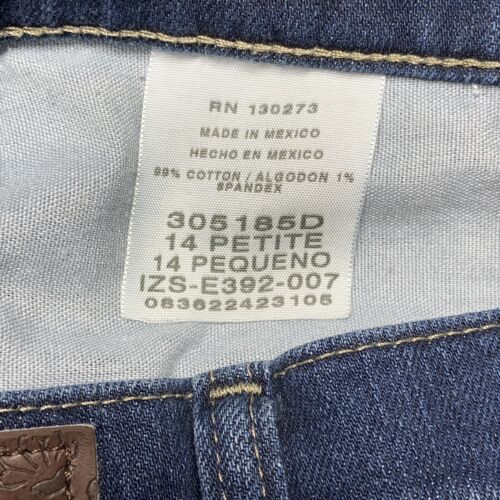 RN 130273
MADE IN MEXICO
HECHO EN MEXICO
99% COTTON / ALGODON 1%
SPANDEX
305185D
14 PETITE
14 PEQUENO
IZS-E392-007
083622423105